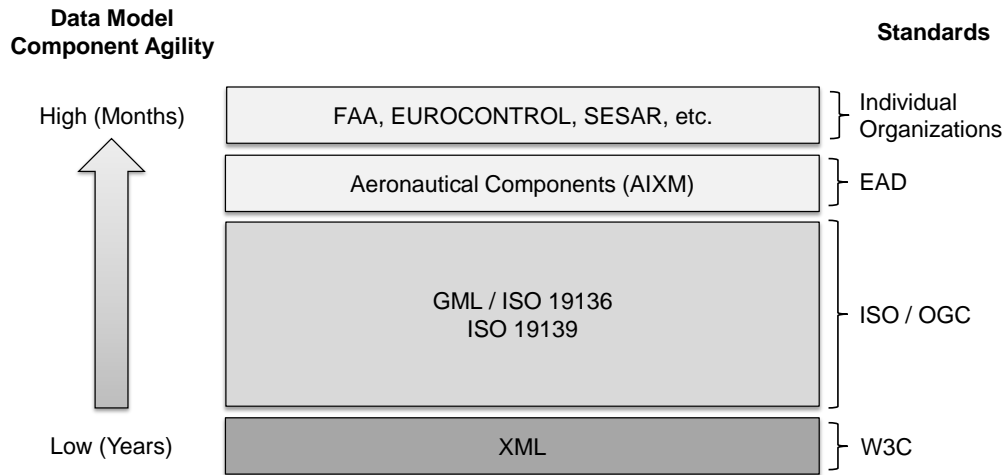 Data Model
Component Agility
Standards
High (Months)
FAA, EUROCONTROL, SESAR, etc.
Individual
Organizations
Aeronautical Components (AIXM)
EAD
GML / ISO 19136
ISO 19139
ISO / OGC
Low (Years)
XML
W3C